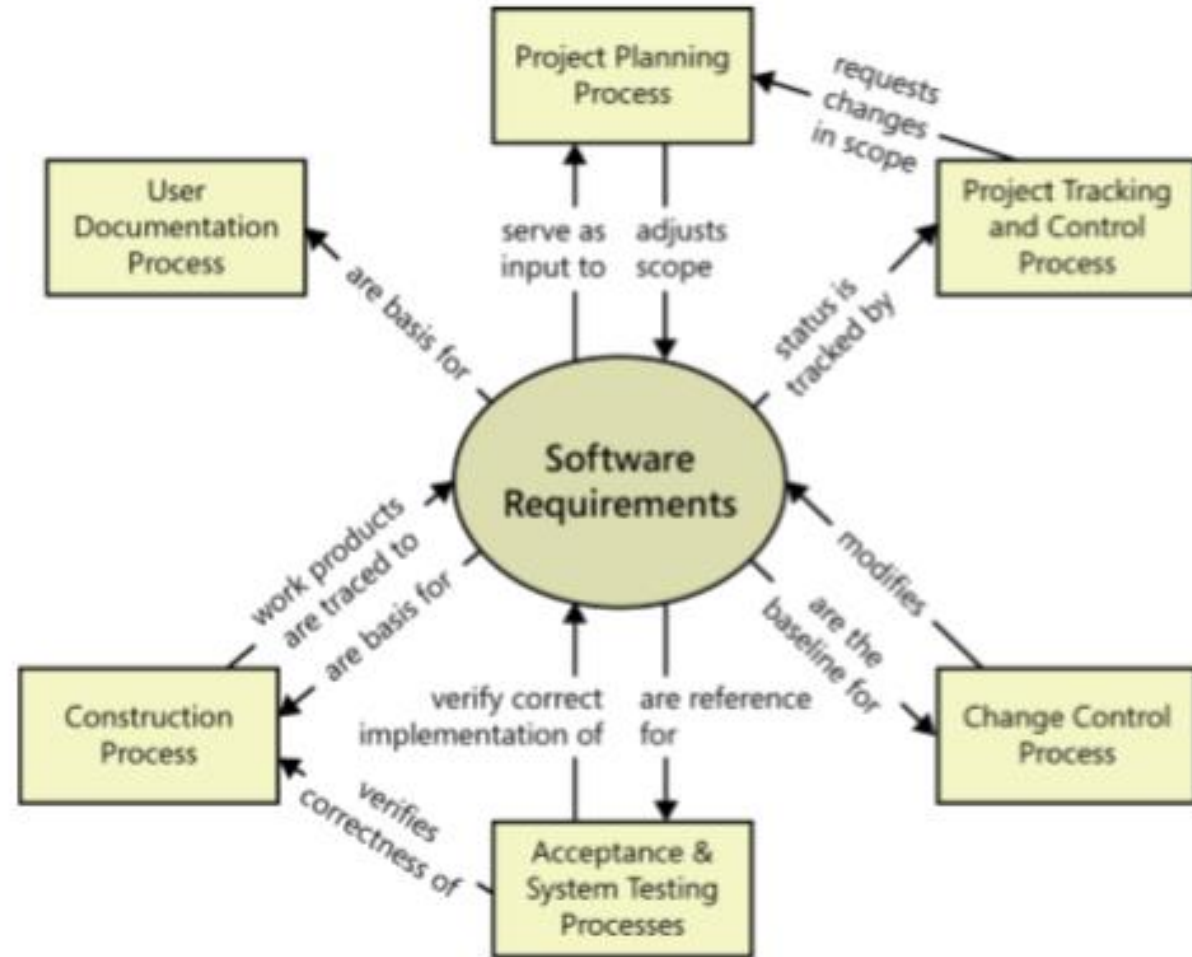 Project Planning
Process
requests
changes
in scope
User
Documentation
Process
Project Tracking
and Control
Process
serve as
input to
adjusts
scope
are basis for
status is
tracked by
Software
Requirements
work products
are traced to
are basis for
modifies
are the
baseline for
Construction
Process
verify correct
implementation of
are reference
for
Change Control
Process
verifies
correctness of
Acceptance &
System Testing
Processes